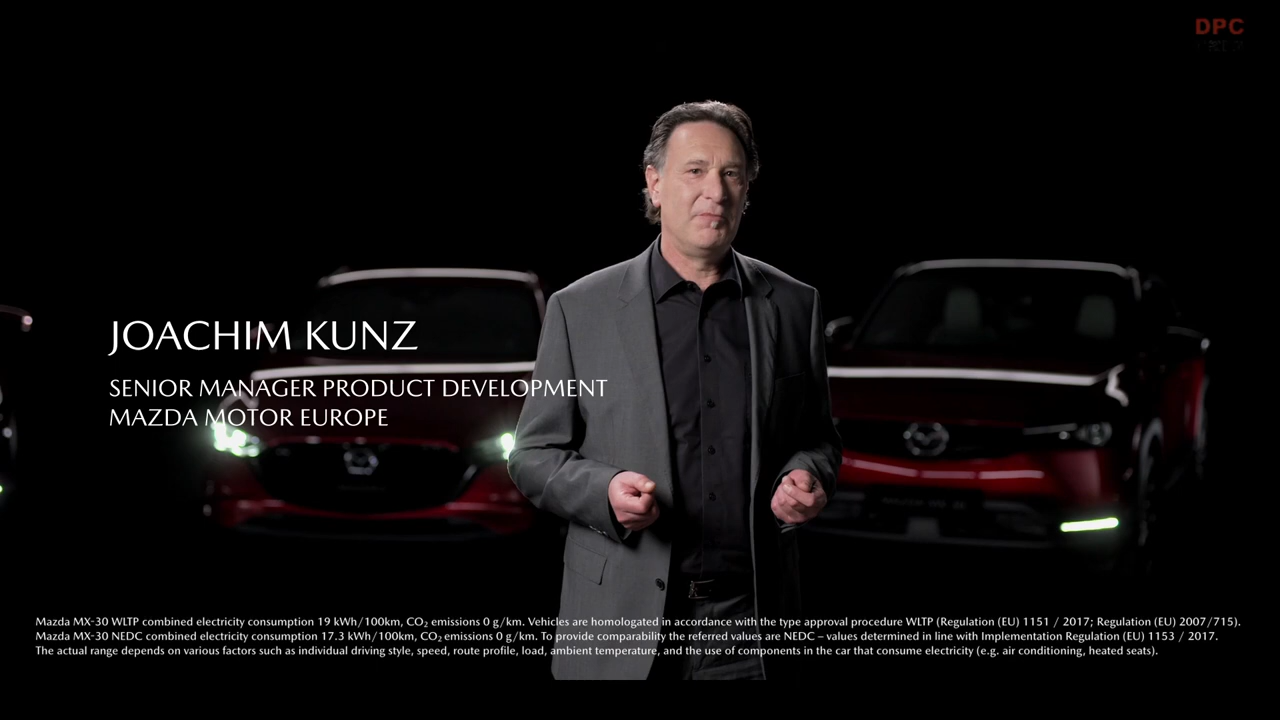 DPC
JOACHIM KUNZ
SENIOR MANAGER PRODUCT DEVELOPMENT
MAZDA MOTOR EUROPE
Mazda MX-30 WLTP combined electricity consumption 19 kWh/100km, CO₂ emissions 0 g/km. Vehicles are homologated in accordance with the type approval procedure WLTP (Regulation (EU) 1151 / 2017; Regulation (EU) 2007/715).
Mazda MX-30 NEDC combined electricity consumption 17.3 kWh/100km, CO₂ emissions 0 g/km. To provide comparability the referred values are NEDC – values determined in line with Implementation Regulation (EU) 1153 / 2017.
The actual range depends on various factors such as individual driving style, speed, route profile, load, ambient temperature, and the use of components in the car that consume electricity (e.g. air conditioning, heated seats).